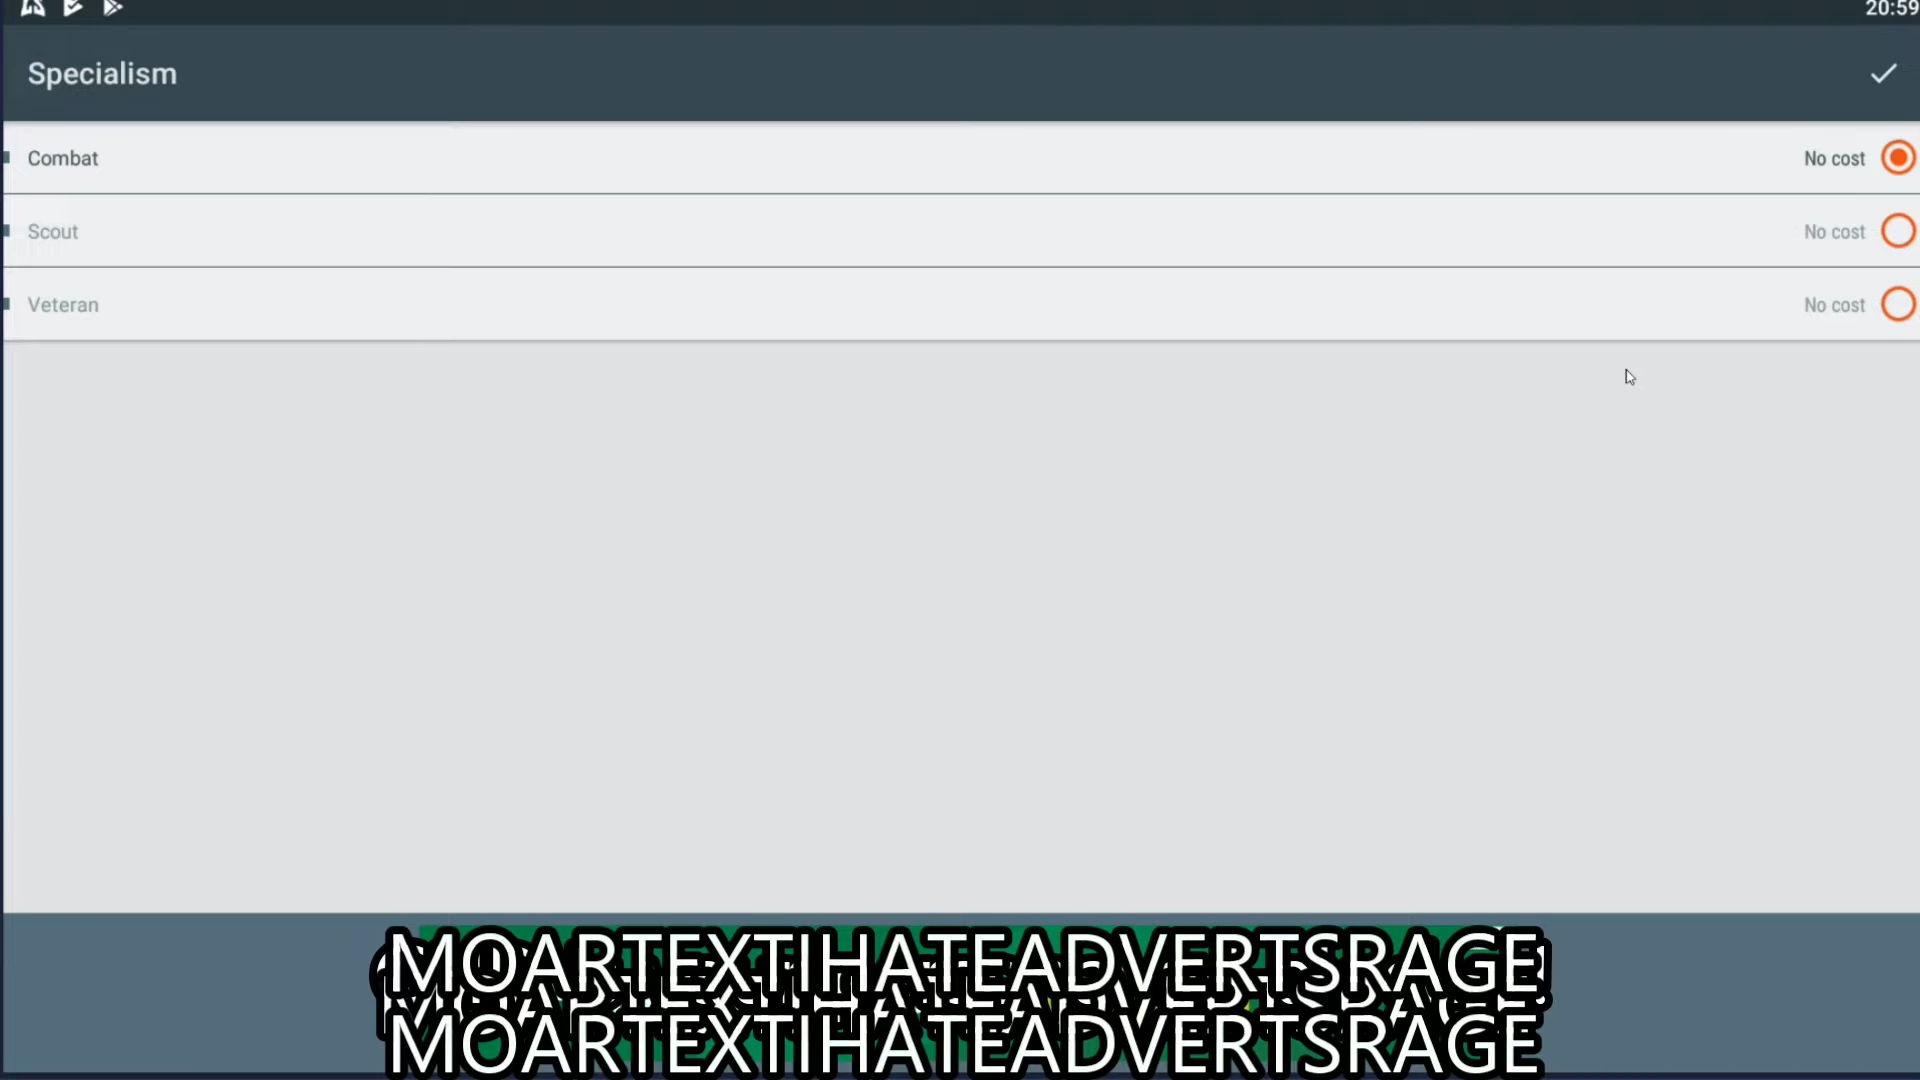 20:59
Specialism
Combat No cost
Scout No cost
Veteran No cost
MOARTEXTIHATEADVERTSRAGE
MOARTEXTIHATEADVERTSRAGE